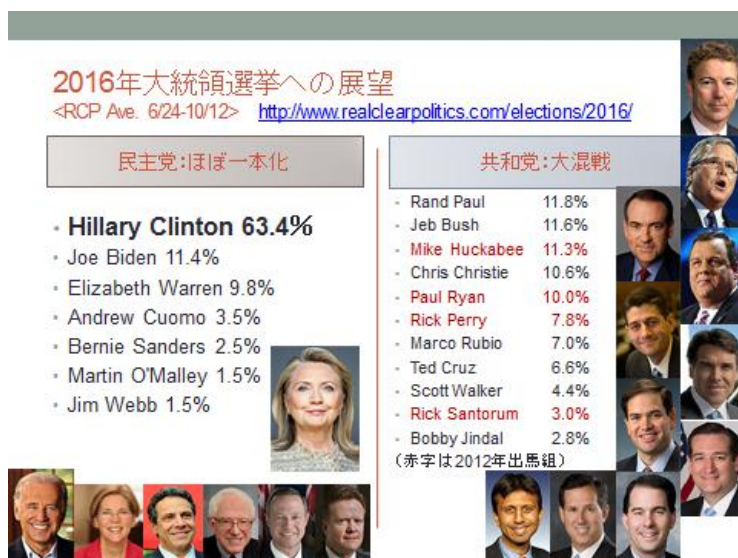 2016年大統領選挙への展望
<RCP Ave. 6/24-10/12> http://www.realclearpolitics.com/elections/2016/
民主党:ほぼ一本化
Hillary Clinton 63.4%
Joe Biden 11.4%
Elizabeth Warren 9.8%
Andrew Cuomo 3.5%
Bernie Sanders 2.5%
Martin O'Malley 1.5%
Jim Webb 1.5%
共和党:大混戦
Rand Paul 11.8%
Jeb Bush 11.6%
Mike Huckabee 11.3%
Chris Christie 10.6%
Paul Ryan 10.0%
Rick Perry 7.8%
Marco Rubio 7.0%
Ted Cruz 6.6%
Scott Walker 4.4%
Rick Santorum 3.0%
Bobby Jindal 2.8%
(赤字は2012年出馬組)